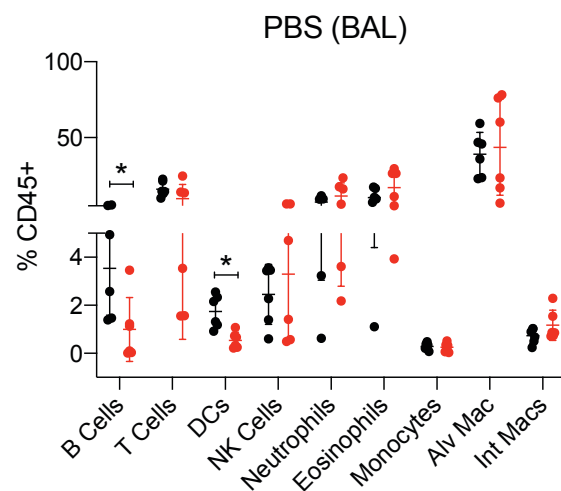 PBS (BAL)
100
50
4
2
0
% CD45+
*
*
B Cells
T Cells
DCs
NK Cells
Neutrophils
Eosinophils
Monocytes
Alv Mac
Int Macs